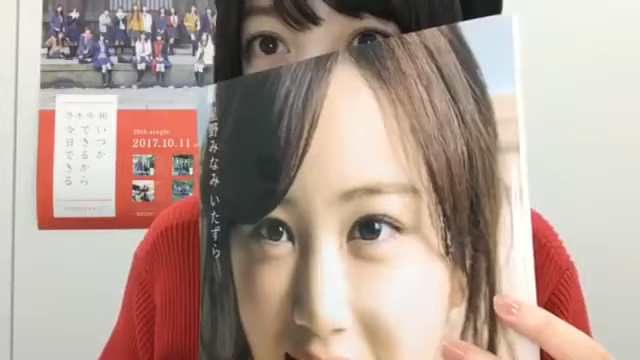 乃木坂46
いつか
できるから
今日できる
19th single
2017.10.11
星野みなみ いたずら